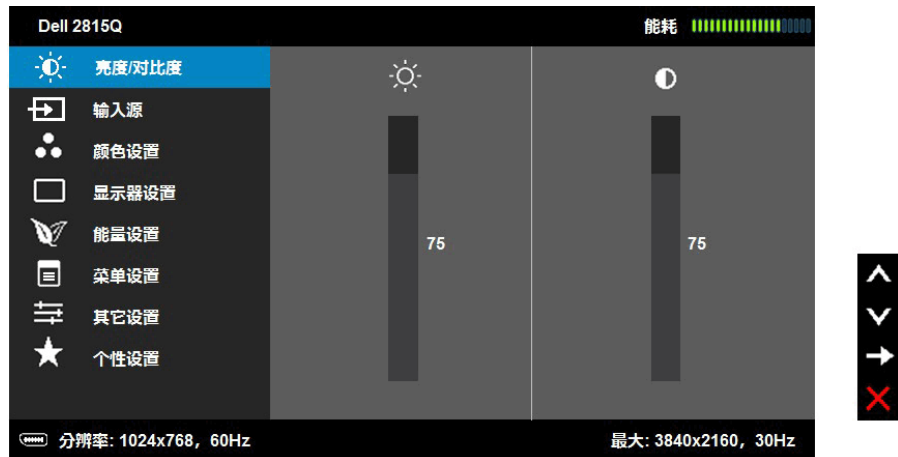 Dell 2815Q
能耗
亮度/对比度
输入源
颜色设置
显示器设置
能量设置
菜单设置
其它设置
个性设置
75
75
分辨率: 1024x768, 60Hz
最大: 3840x2160, 30Hz